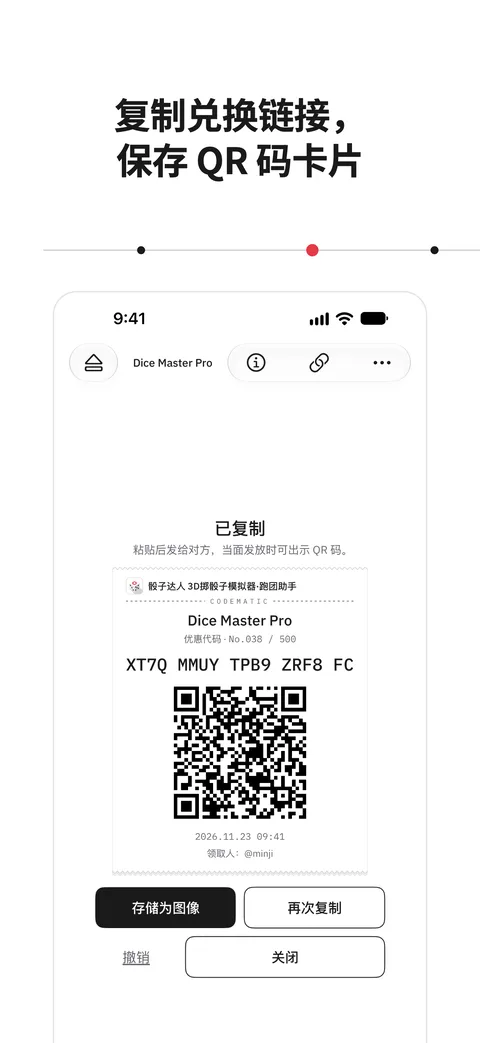 复制兑换链接，
保存 QR 码卡片
9:41
Dice Master Pro
已复制
粘贴后发给对方，当面发放时可出示 QR 码。
骰子达人 3D掷骰子模拟器·跑团助手
CODEMATIC
Dice Master Pro
优惠代码 · No.038 / 500
XT7Q MMUY TPB9 ZRF8 FC
2026.11.23 09:41
领取人：@minji
存储为图像
再次复制
撤销
关闭